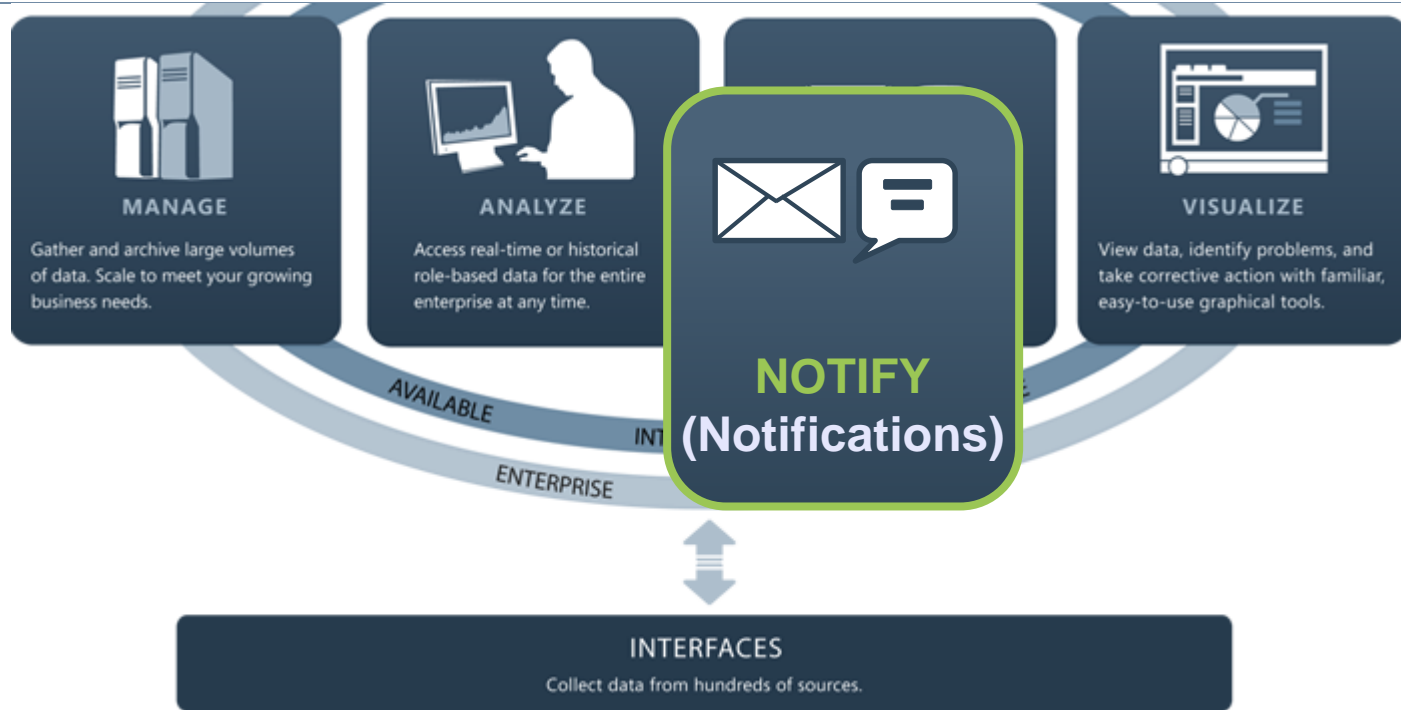 MANAGE
Gather and archive large volumes
of data. Scale to meet your growing
business needs.
ANALYZE
Access real-time or historical
role-based data for the entire
enterprise at any time.
NOTIFY
(Notifications)
VISUALIZE
View data, identify problems, and
take corrective action with familiar,
easy-to-use graphical tools.
AVAILABLE
ENTERPRISE
INTERFACES
Collect data from hundreds of sources.